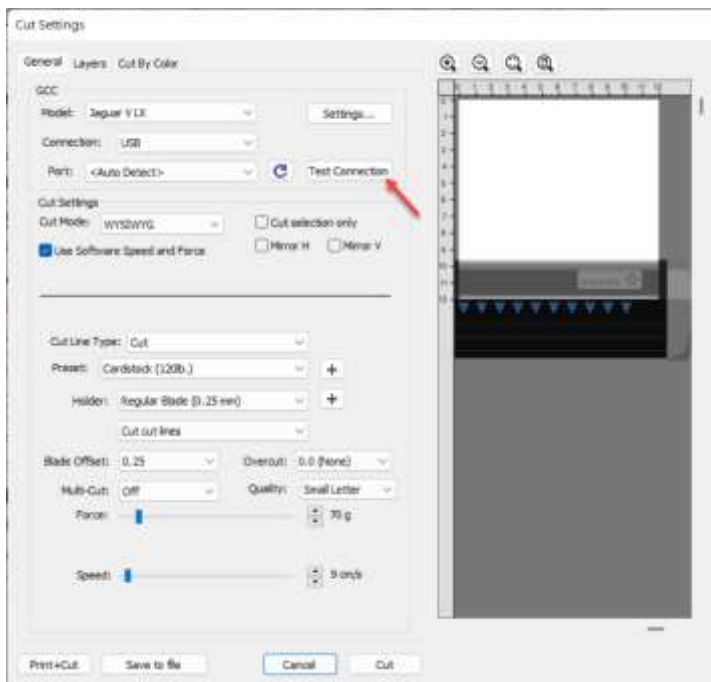 Cut Settings
General Layers Cut By Color
GCC
Model: Jaguar V LX Settings...
Connection: USB
Port: <Auto Detect> Test Connection
Cut Settings
Cut Mode: WYSIWYG Cut selection only
Use Software Speed and Force Mirror H Mirror V
Cut Line Type: Cut
Preset: Cardstock (120lb.) +
Holder: Regular Blade (0.25 mm) +
Cut cut lines
Blade Offset: 0.25 Overcut: 0.0 (None)
Multi-Cut: Off Quality: Small Letter
Force: 70 g
Speed: 9 cm/s
Print+Cut Save to file Cancel Cut